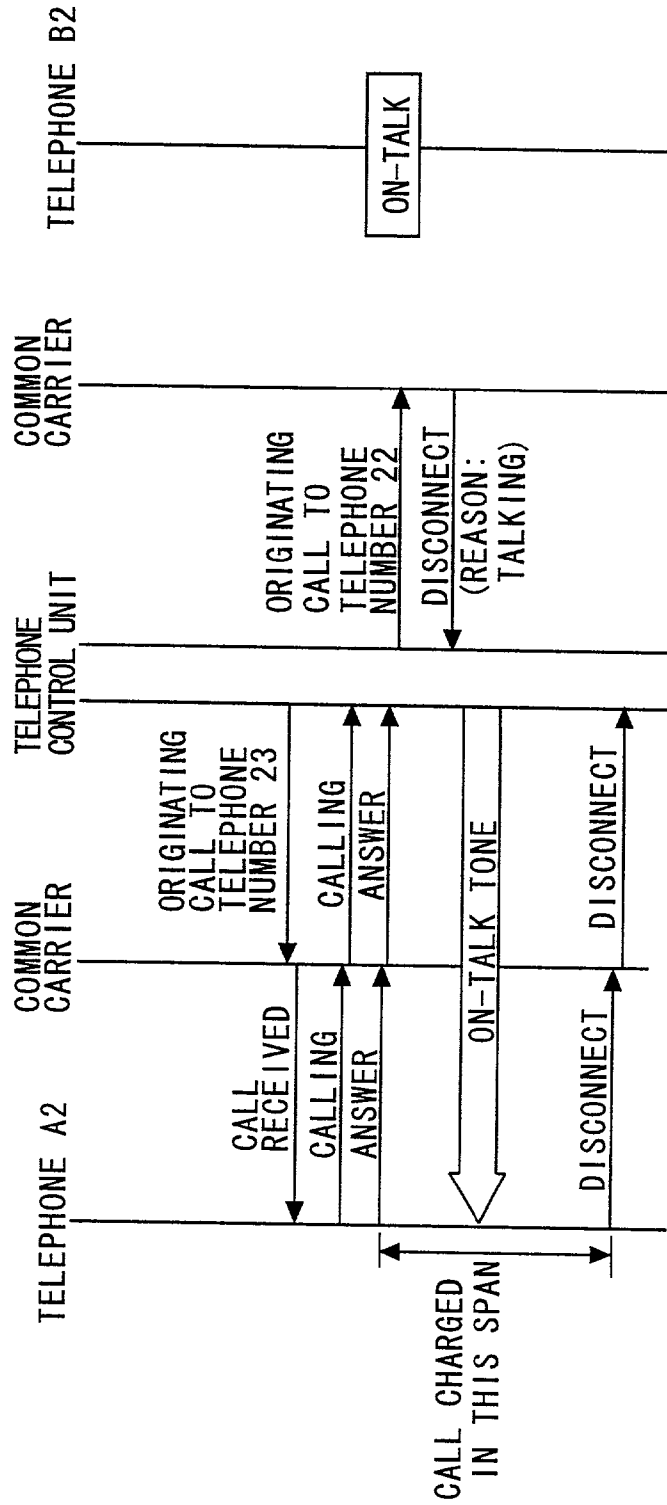 TELEPHONE A2
COMMON
CARRIER
TELEPHONE
CONTROL UNIT
COMMON
CARRIER
TELEPHONE B2
ORIGINATING
CALL TO
TELEPHONE
NUMBER 23
CALL
RECEIVED
CALLING
CALLING
ANSWER
ANSWER
ORIGINATING
CALL TO
TELEPHONE
NUMBER 22
ON-TALK
DISCONNECT
(REASON:
TALKING)
ON-TALK TONE
CALL CHARGED
IN THIS SPAN
DISCONNECT
DISCONNECT